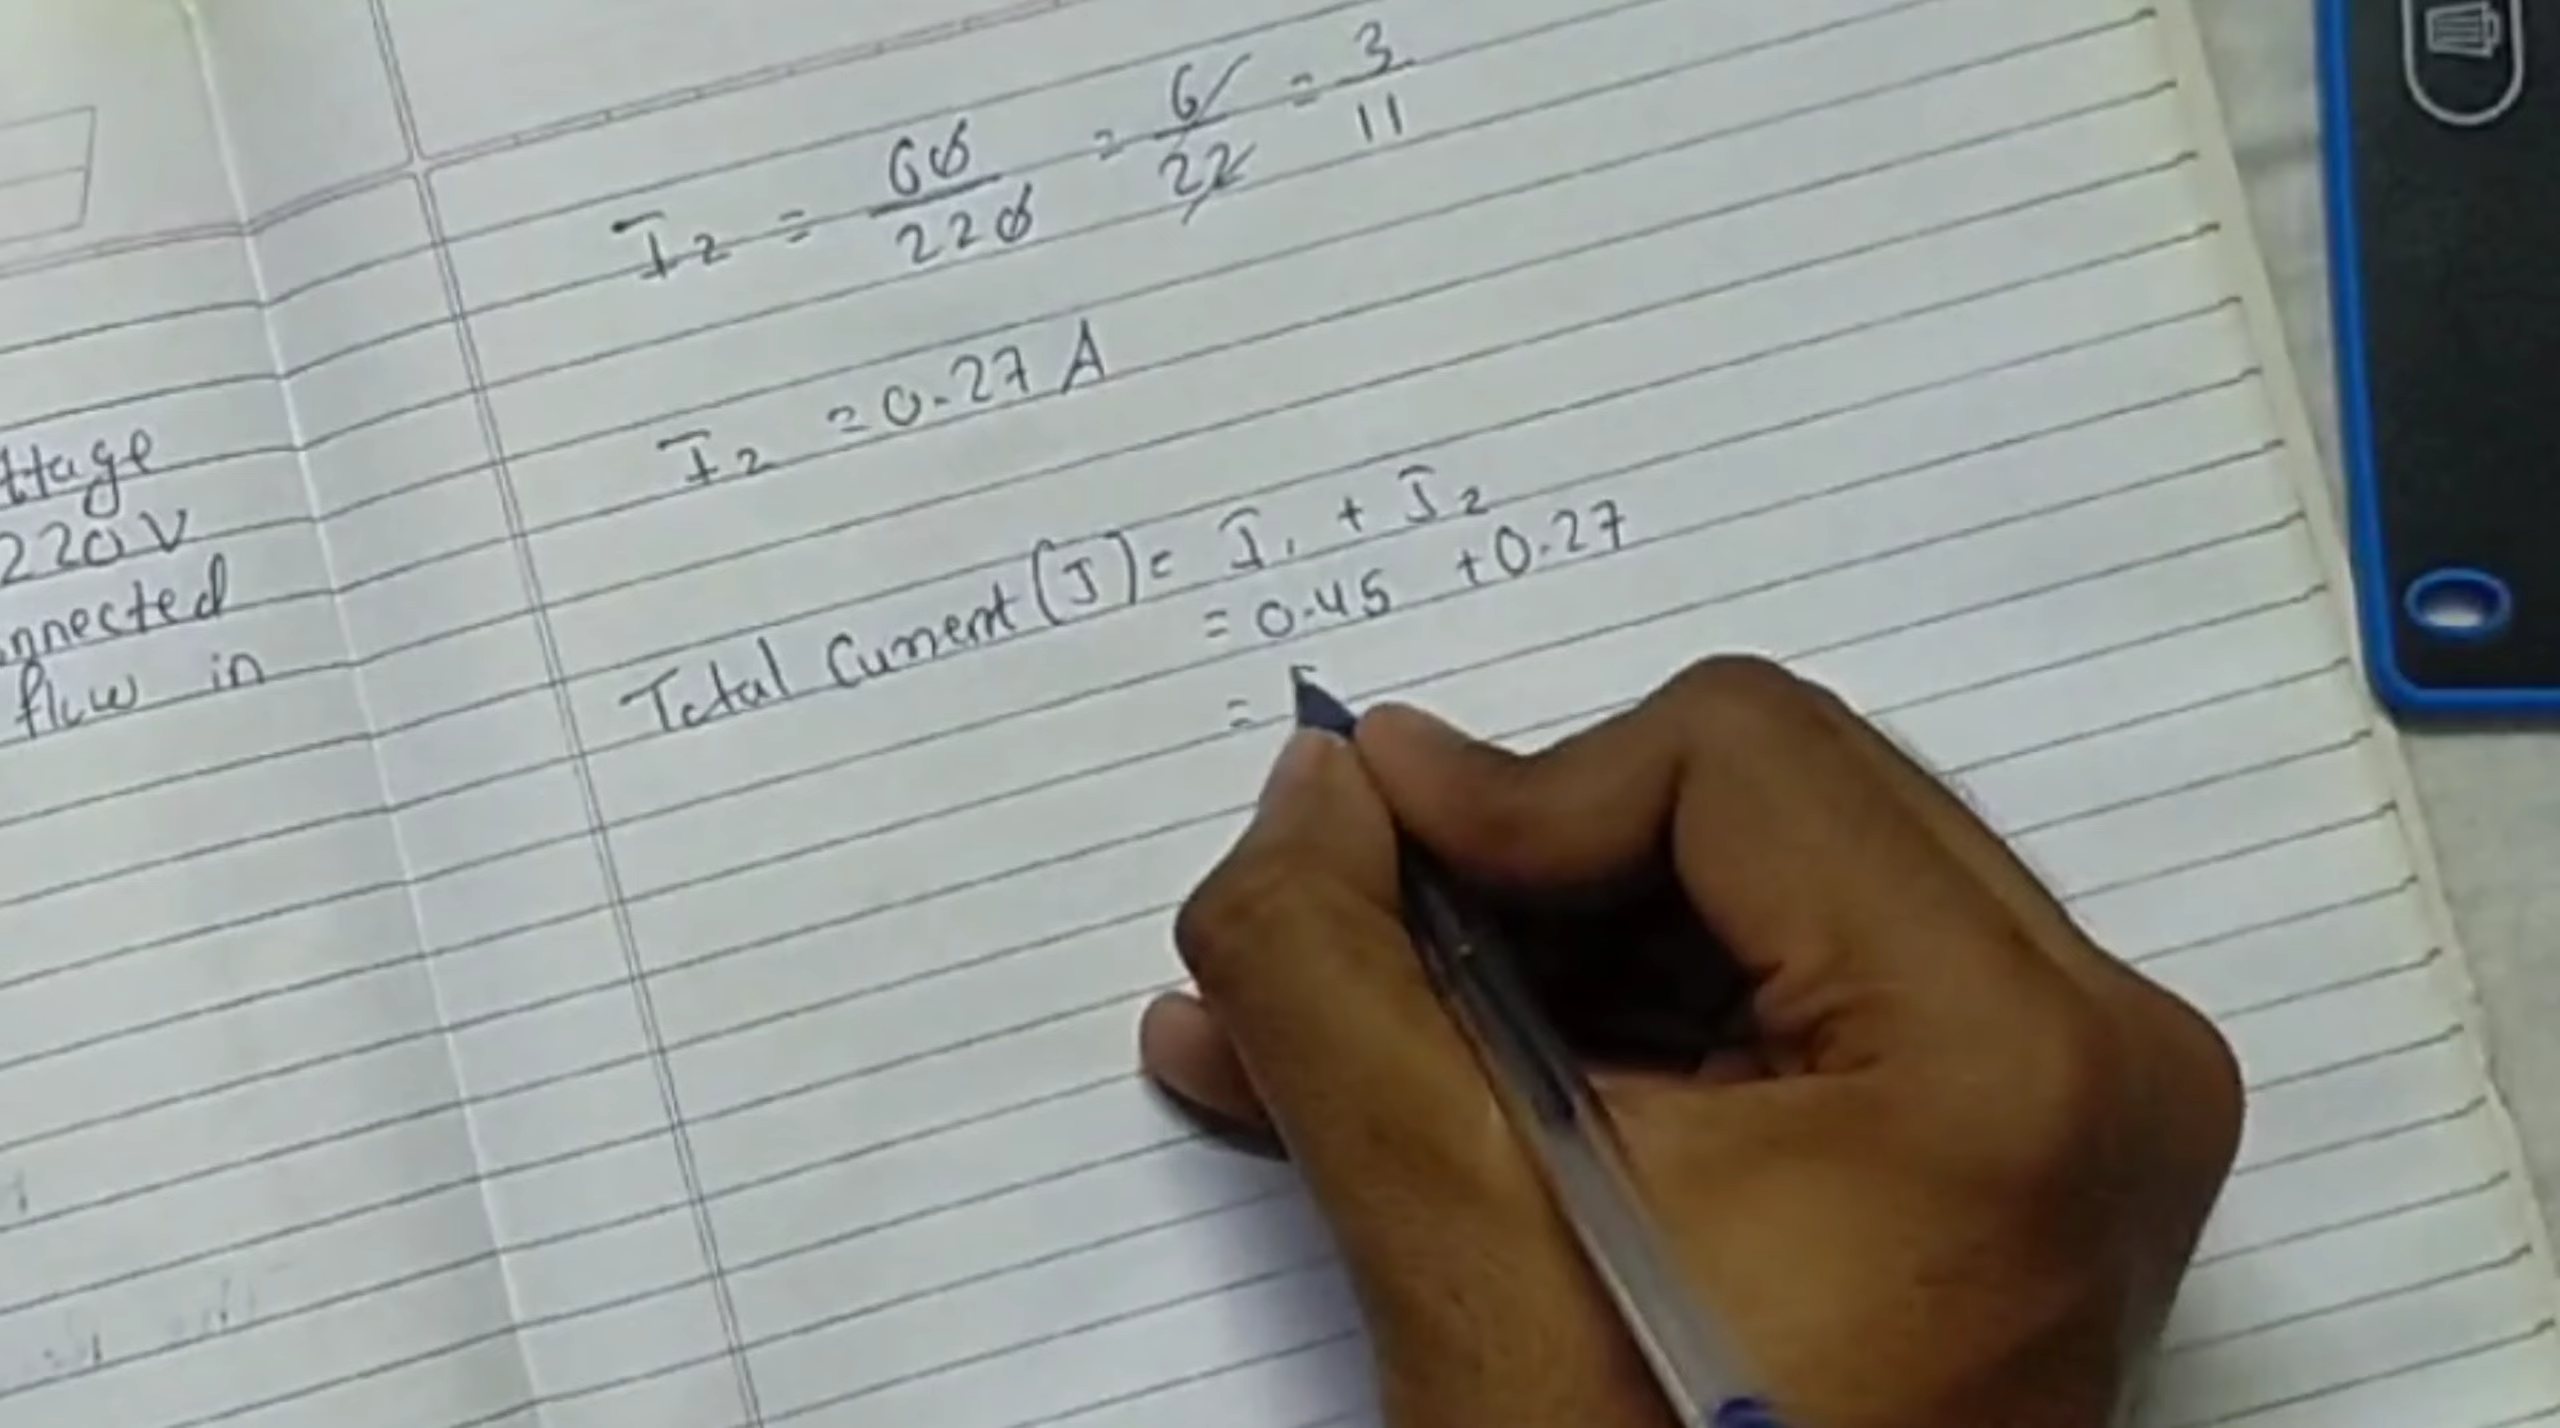 ltage
220V
nnected
flow in
I2 = 60/220 = 6/22 = 3/11
I2 = 0.27 A
Total Current (I) = I1 + I2
= 0.45 + 0.27
=